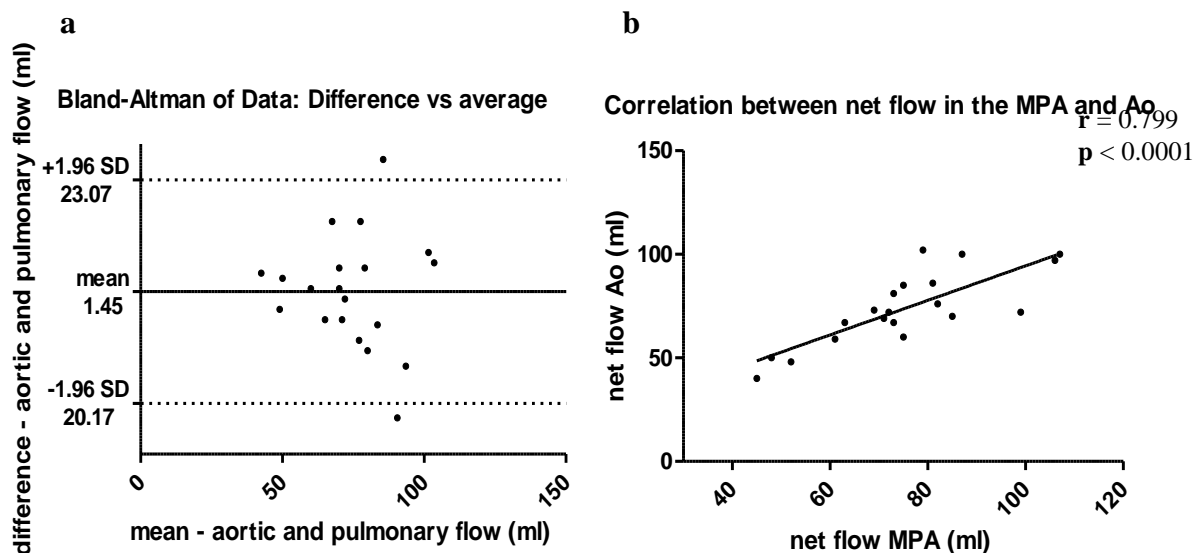 a
Bland-Altman of Data: Difference vs average
difference - aortic and pulmonary flow (ml)
+1.96 SD
23.07
mean
1.45
-1.96 SD
20.17
0
50
100
150
mean - aortic and pulmonary flow (ml)
b
Correlation between net flow in the MPA and Ao
r = 0.799
p < 0.0001
net flow Ao (ml)
150
100
50
0
40
60
80
100
120
net flow MPA (ml)